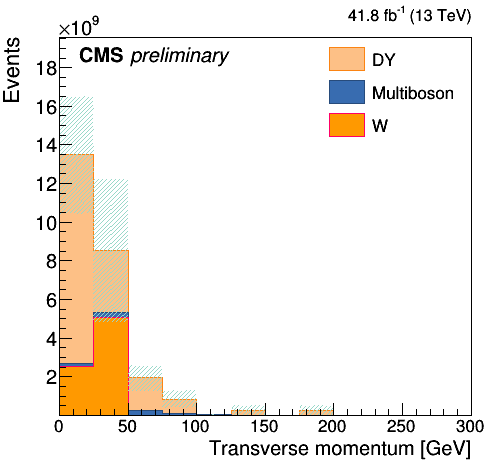 41.8 fb⁻¹ (13 TeV)
×10⁹
Events
CMS preliminary
DY
Multiboson
W
18
16
14
12
10
8
6
4
2
0 50 100 150 200 250 300
Transverse momentum [GeV]